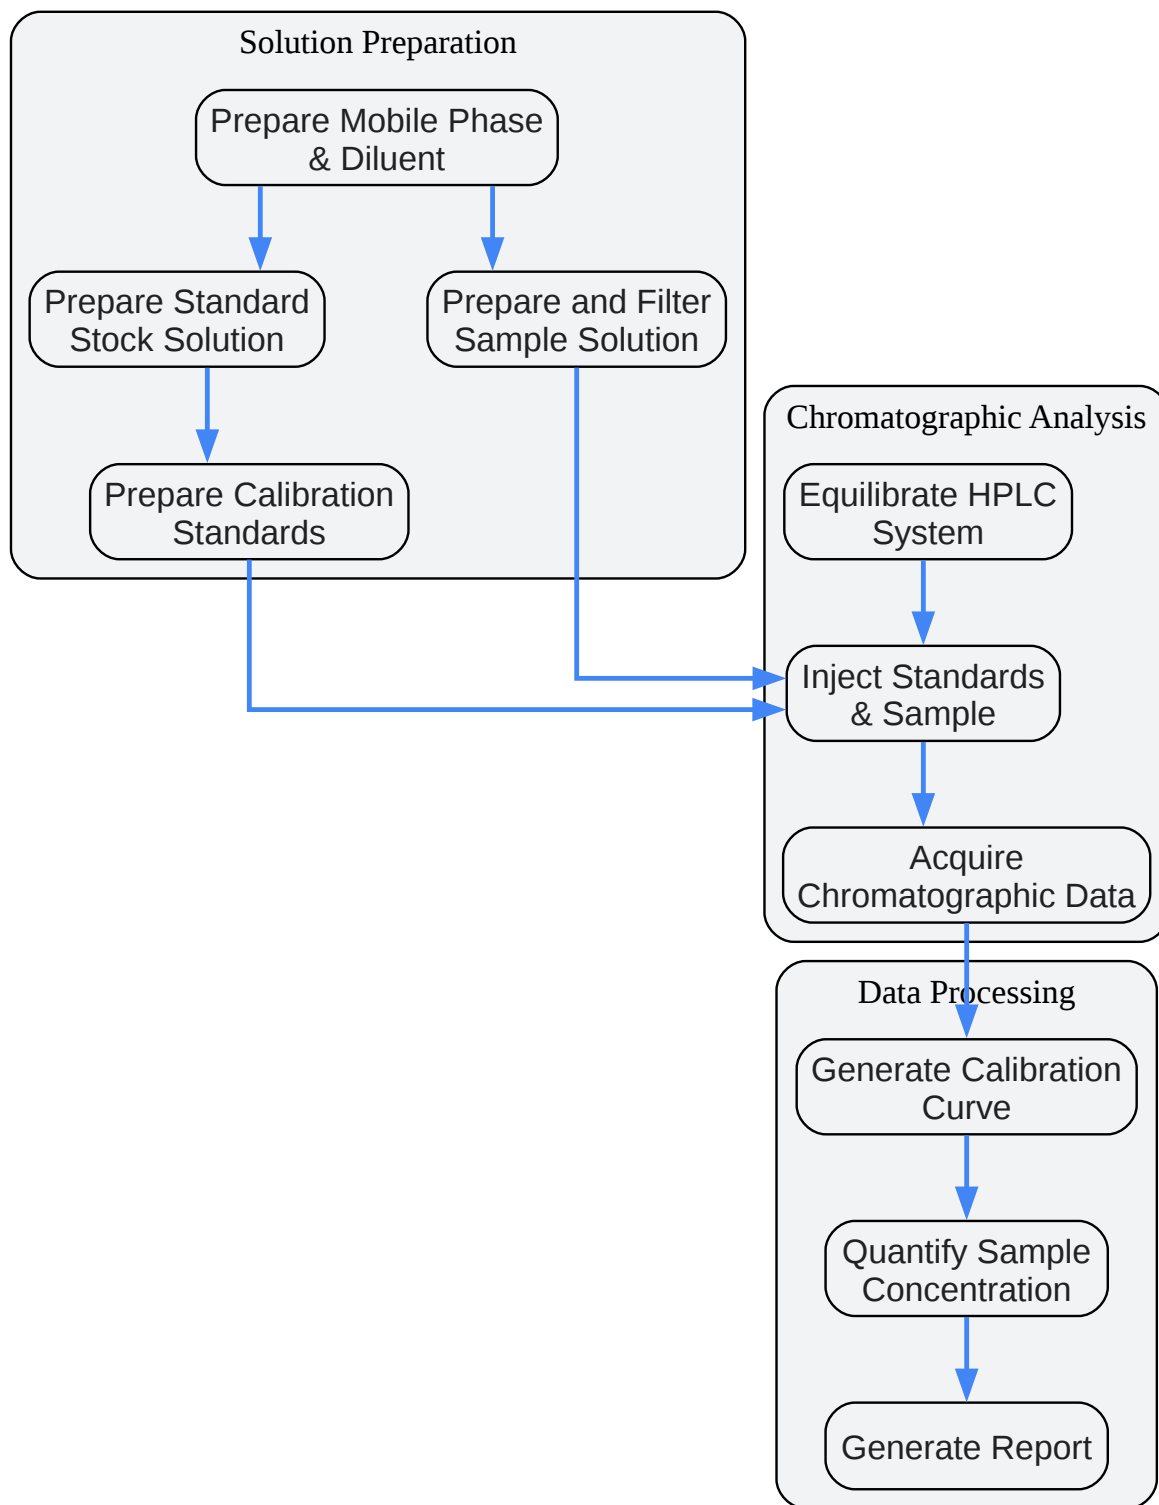 Solution Preparation
Prepare Mobile Phase
& Diluent
Prepare Standard
Stock Solution
Prepare and Filter
Sample Solution
Prepare Calibration
Standards
Chromatographic Analysis
Equilibrate HPLC
System
Inject Standards
& Sample
Acquire
Chromatographic Data
Data Processing
Generate Calibration
Curve
Quantify Sample
Concentration
Generate Report